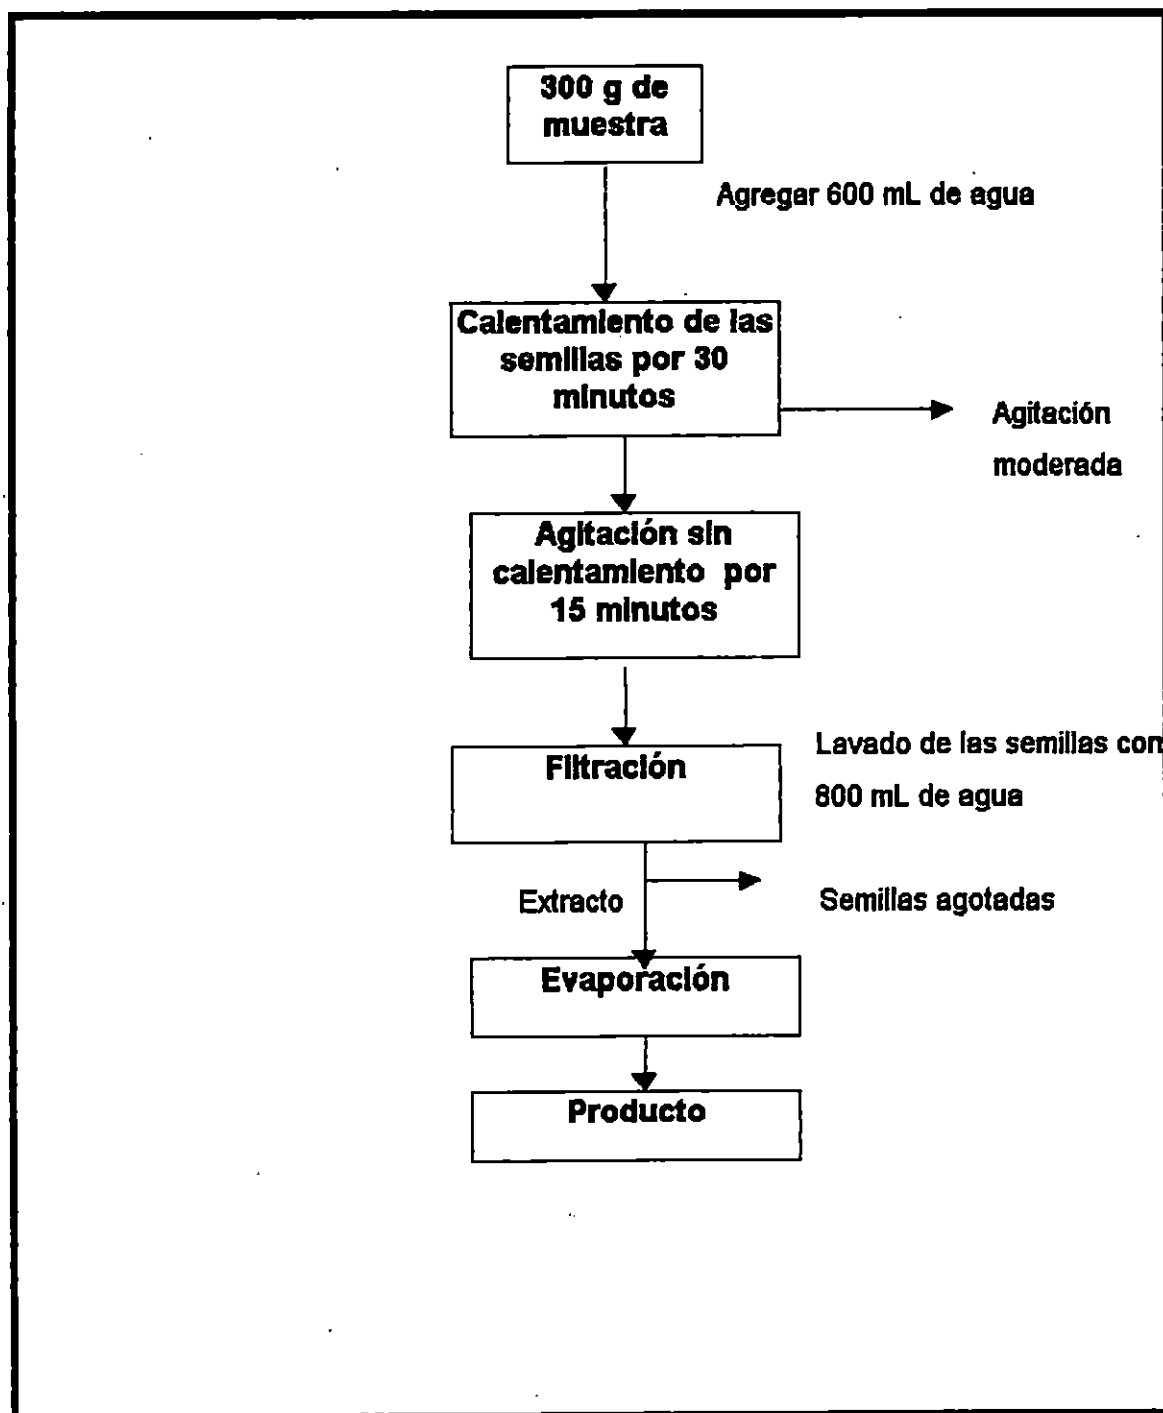 300 g de
muestra
Agregar 600 mL de agua
Calentamiento de las
semillas por 30
minutos
Agitación
moderada
Agitación sin
calentamiento por
15 minutos
Filtración
Lavado de las semillas con
800 mL de agua
Extracto
Semillas agotadas
Evaporación
Producto